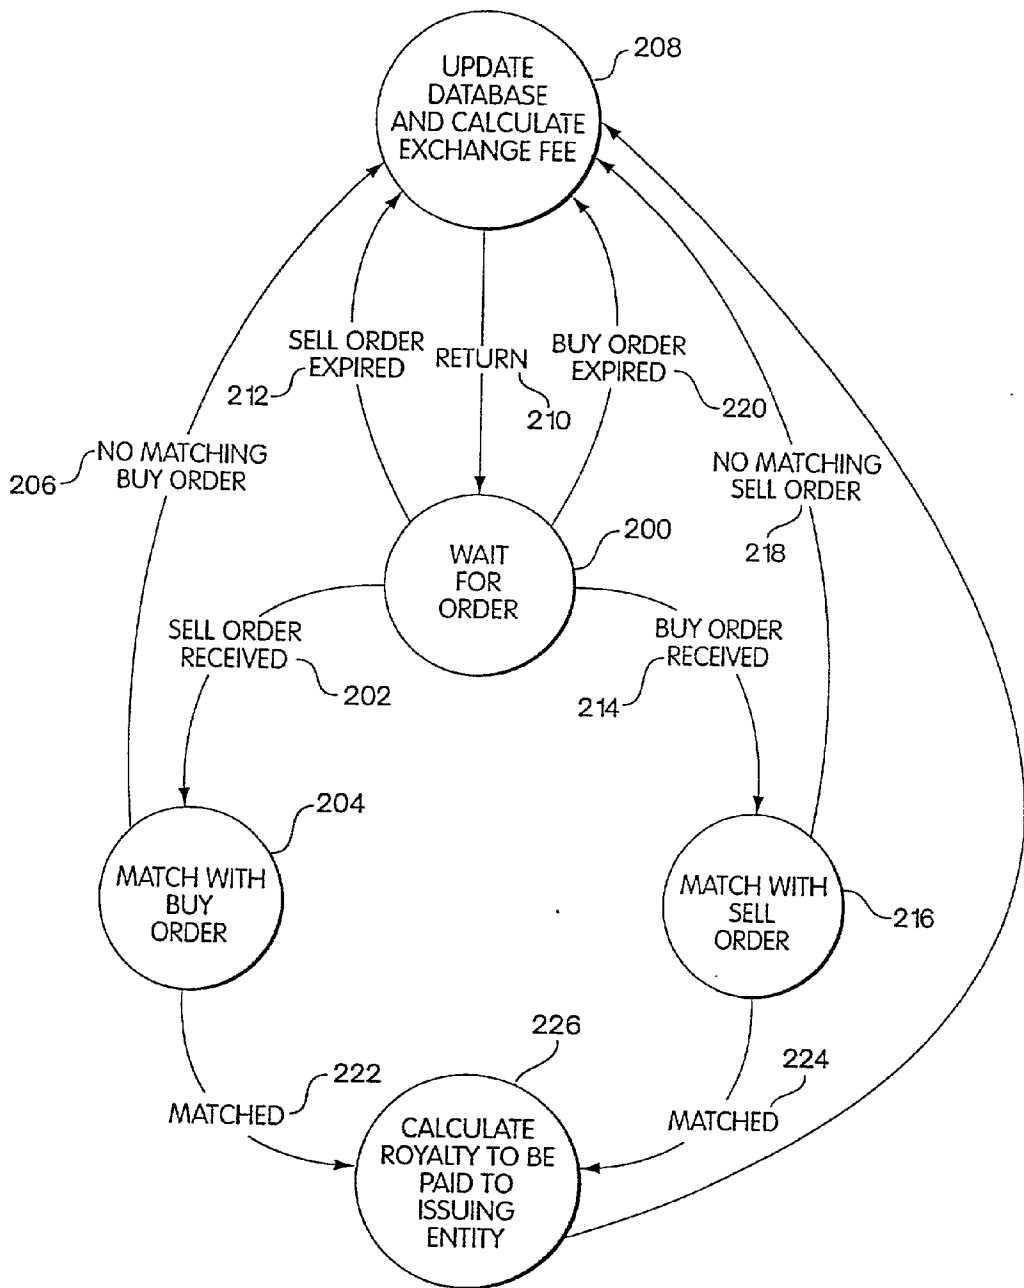 208
UPDATE
DATABASE
AND CALCULATE
EXCHANGE FEE
SELL ORDER
EXPIRED
212
RETURN
210
BUY ORDER
EXPIRED
220
NO MATCHING
BUY ORDER
206
NO MATCHING
SELL ORDER
218
200
WAIT
FOR
ORDER
SELL ORDER
RECEIVED
202
BUY ORDER
RECEIVED
214
204
MATCH WITH
BUY
ORDER
MATCH WITH
SELL
ORDER
216
222
MATCHED
226
224
MATCHED
CALCULATE
ROYALTY TO BE
PAID TO
ISSUING
ENTITY